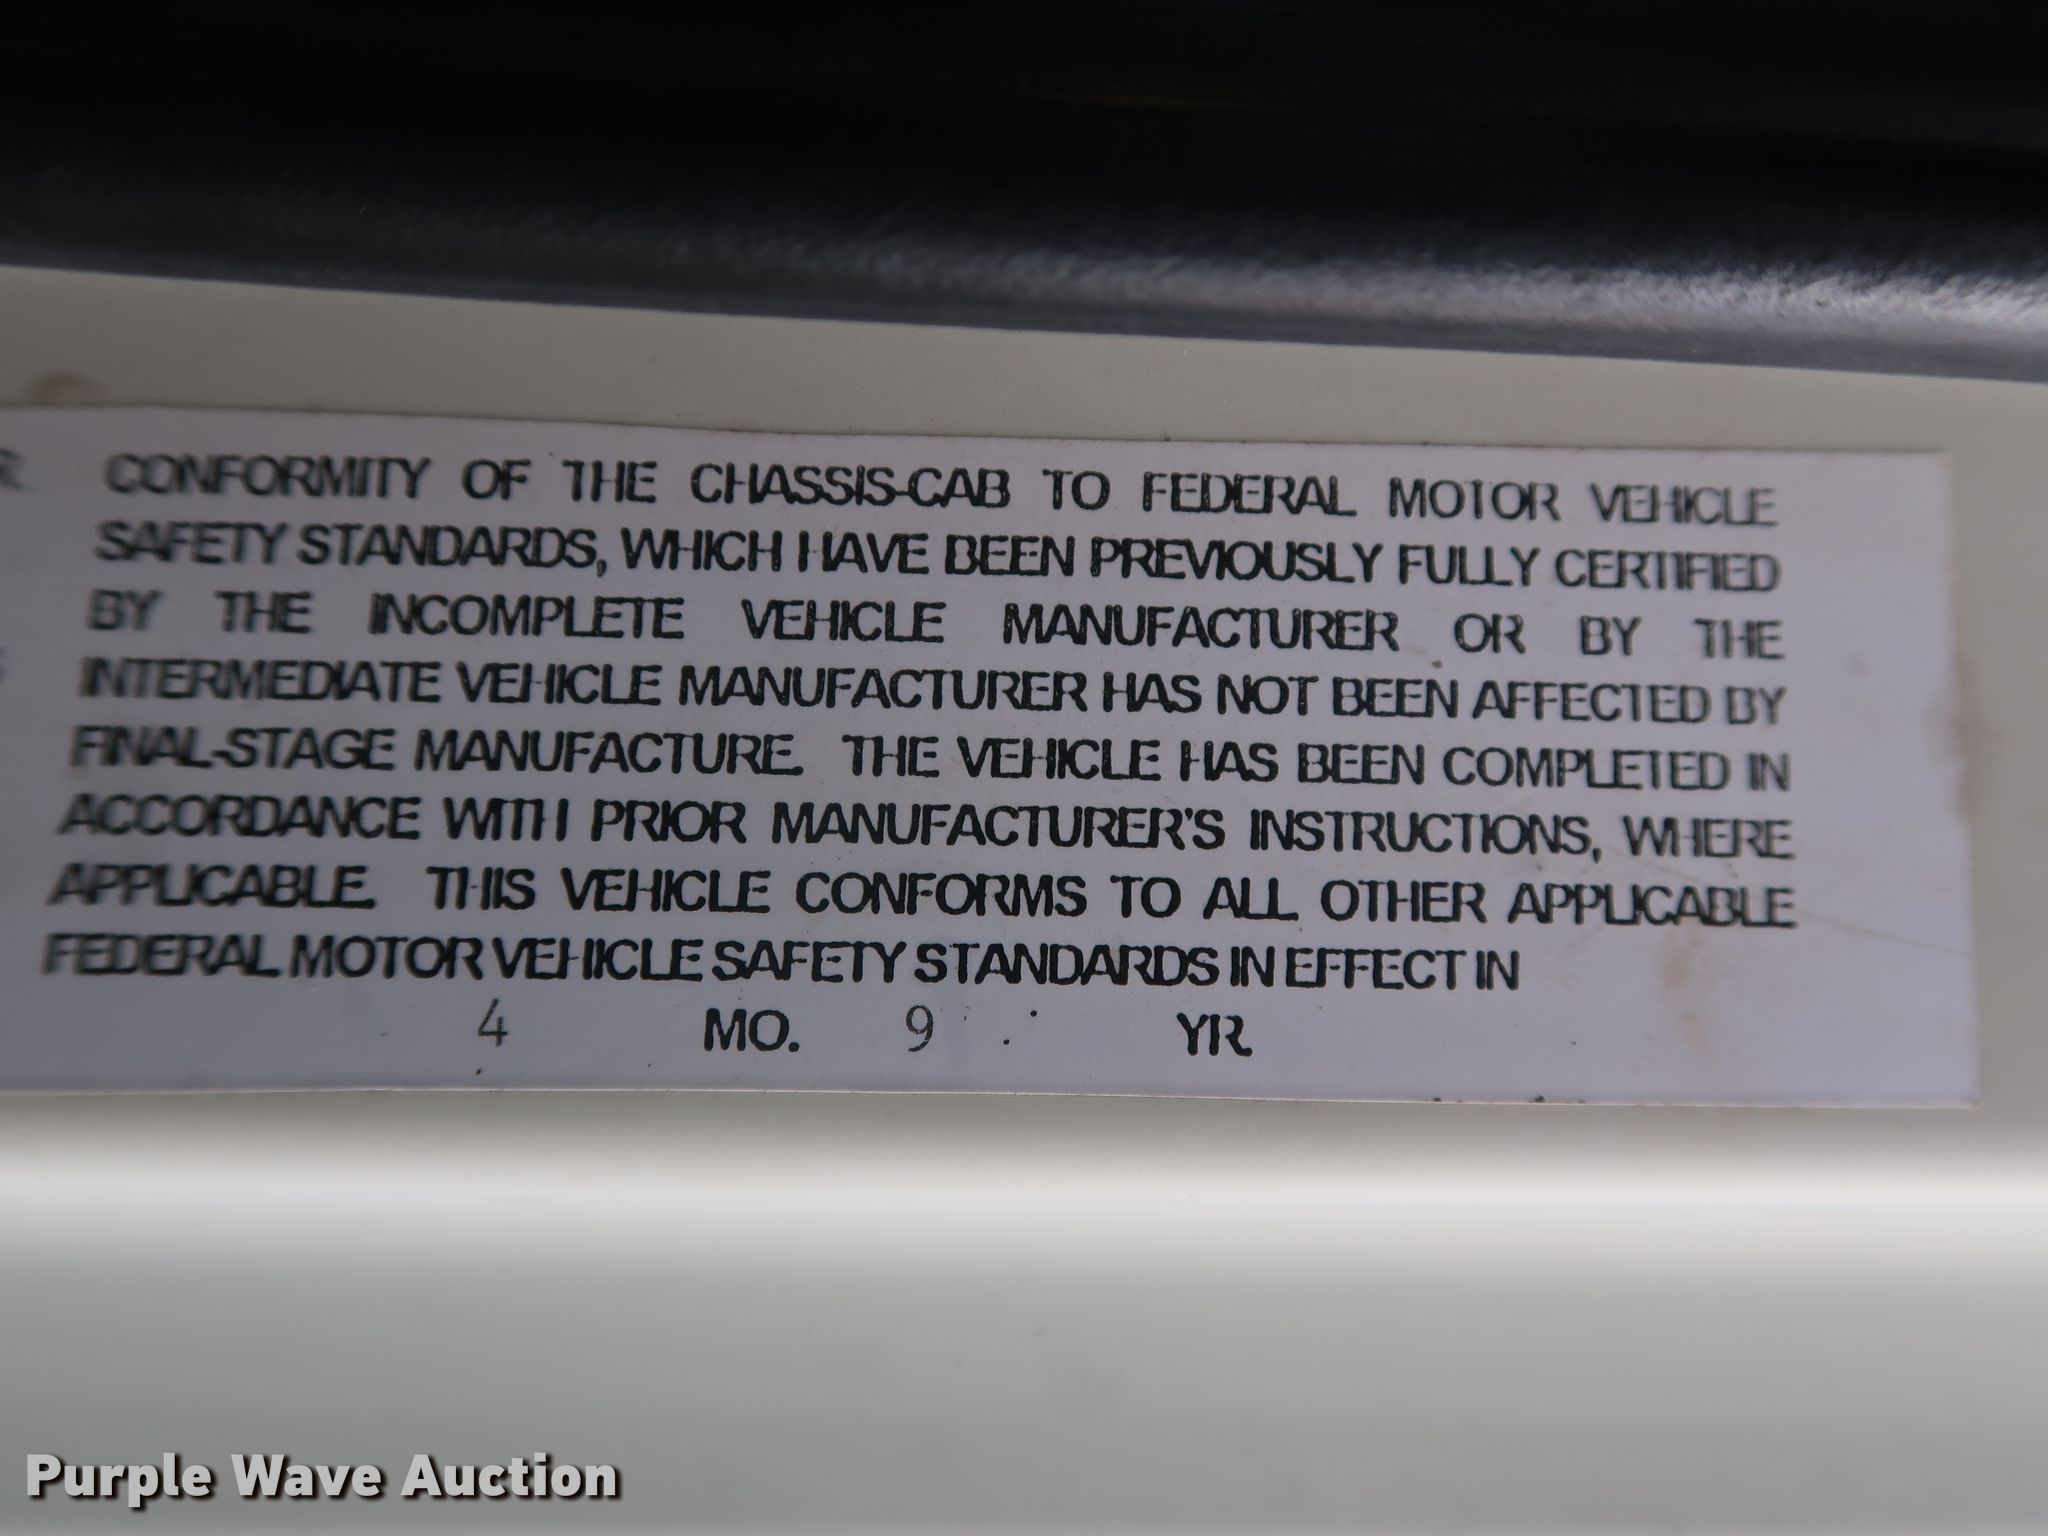 R CONFORMITY OF THE CHASSIS-CAB TO FEDERAL MOTOR VEHICLE
SAFETY STANDARDS, WHICH HAVE BEEN PREVIOUSLY FULLY CERTIFIED
BY THE INCOMPLETE VEHICLE MANUFACTURER OR BY THE
INTERMEDIATE VEHICLE MANUFACTURER HAS NOT BEEN AFFECTED BY
FINAL-STAGE MANUFACTURE. THE VEHICLE HAS BEEN COMPLETED IN
ACCORDANCE WITH PRIOR MANUFACTURER'S INSTRUCTIONS, WHERE
APPLICABLE. THIS VEHICLE CONFORMS TO ALL OTHER APPLICABLE
FEDERAL MOTOR VEHICLE SAFETY STANDARDS IN EFFECT IN
4 MO. 9 YR.
Purple Wave Auction